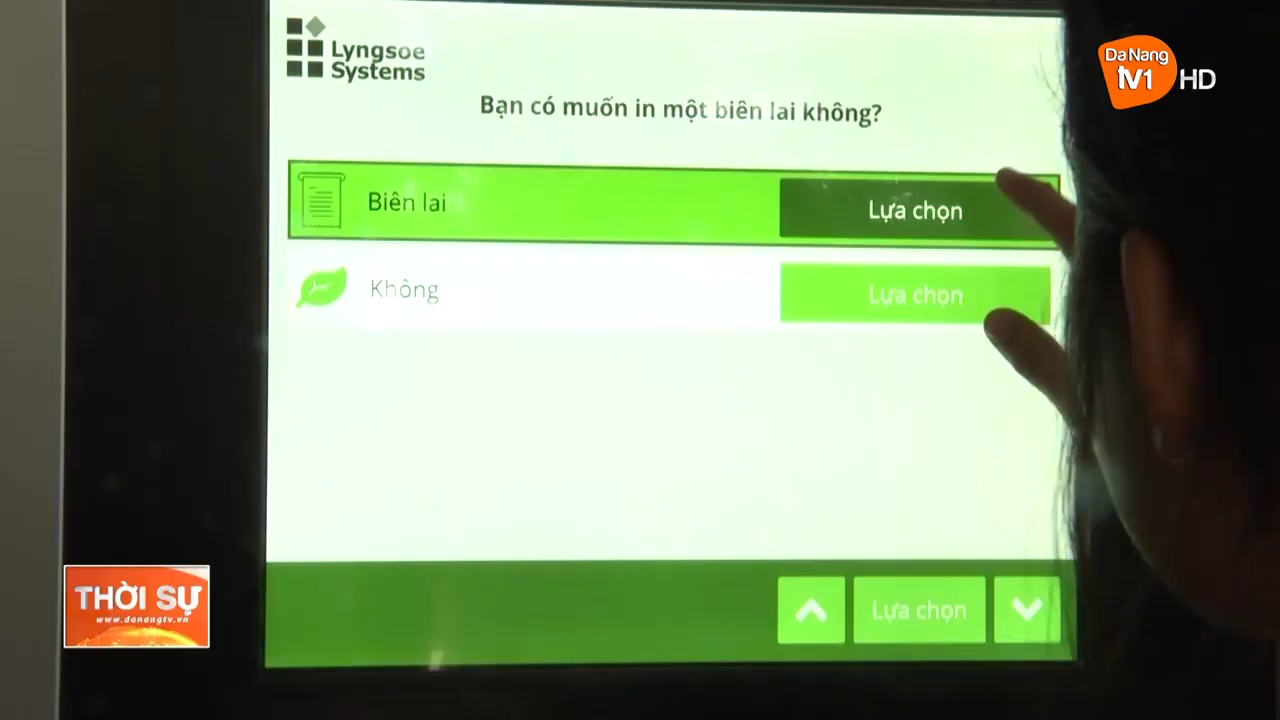 Lyngsoe
Systems
Da Nang
tv1 HD
Bạn có muốn in một biên lai không?
Biên lai
Lựa chọn
Không
Lựa chọn
Lựa chọn
THỜI SỰ
www.danangtv.vn